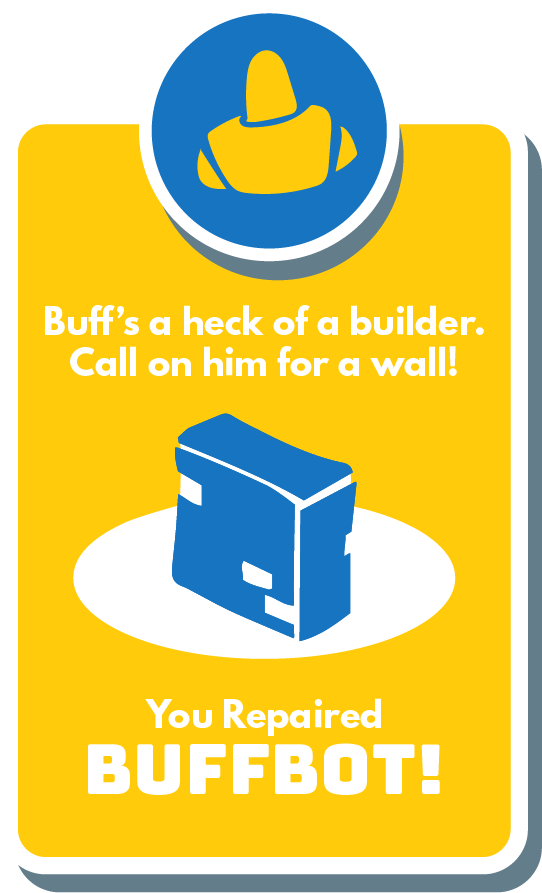 Buff’s a heck of a builder.
Call on him for a wall!
You Repaired
BUFFBOT!